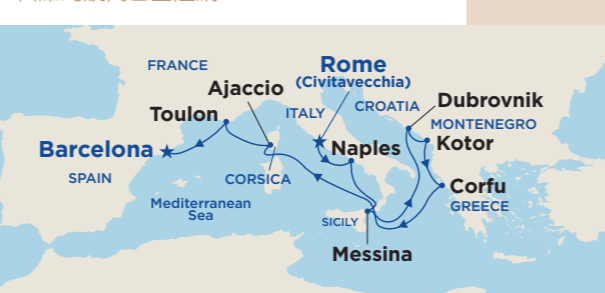 Rome
(Civitavecchia)
FRANCE
Ajaccio
Dubrovnik
Toulon
ITALY
CROATIA
MONTENEGRO
Barcelona
Naples
Kotor
SPAIN
CORSICA
Corfu
Mediterranean
Sea
GREECE
SICILY
Messina